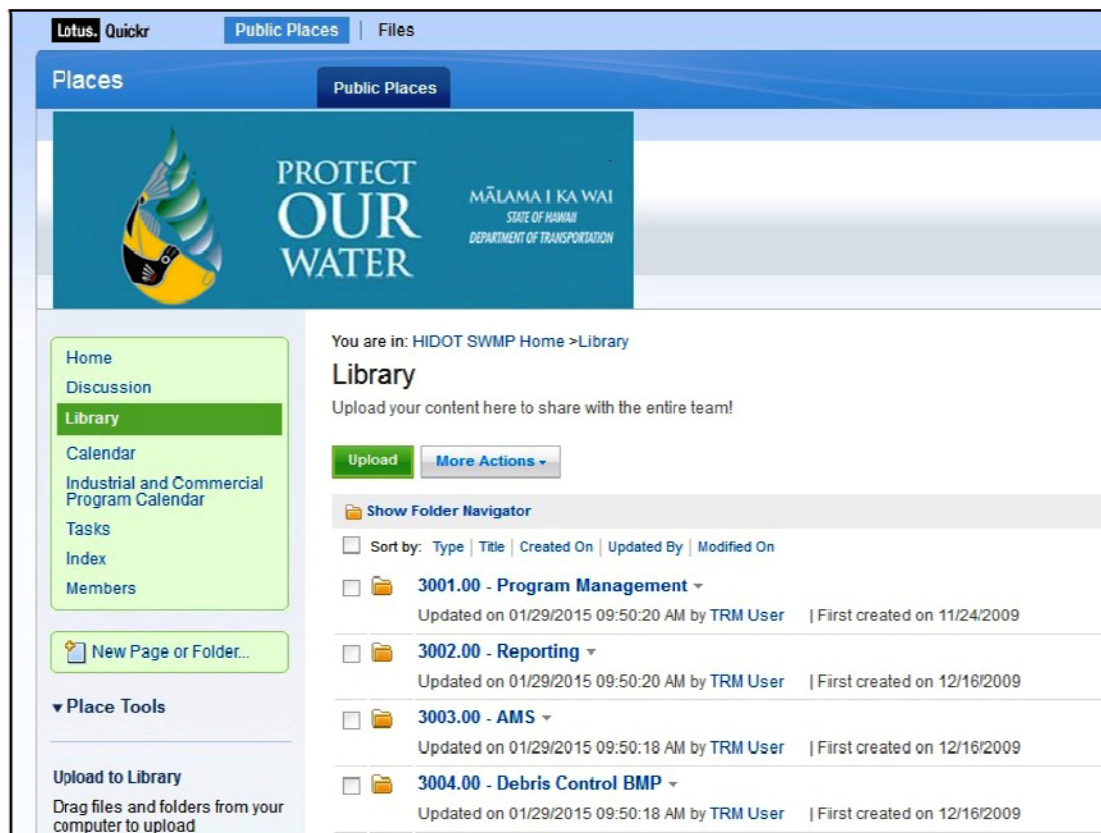 Lotus. Quickr Public Places | Files
Places
Public Places
PROTECT
OUR
WATER
MĀLAMA I KA WAI
STATE OF HAWAII
DEPARTMENT OF TRANSPORTATION
Home
Discussion
Library
Calendar
Industrial and Commercial
Program Calendar
Tasks
Index
Members
New Page or Folder...
Place Tools
Upload to Library
Drag files and folders from your
computer to upload
You are in: HIDOT SWMP Home >Library
Library
Upload your content here to share with the entire team!
Upload More Actions
Show Folder Navigator
Sort by: Type | Title | Created On | Updated By | Modified On
3001.00 - Program Management
Updated on 01/29/2015 09:50:20 AM by TRM User | First created on 11/24/2009
3002.00 - Reporting
Updated on 01/29/2015 09:50:20 AM by TRM User | First created on 12/16/2009
3003.00 - AMS
Updated on 01/29/2015 09:50:18 AM by TRM User | First created on 12/16/2009
3004.00 - Debris Control BMP
Updated on 01/29/2015 09:50:18 AM by TRM User | First created on 12/16/2009